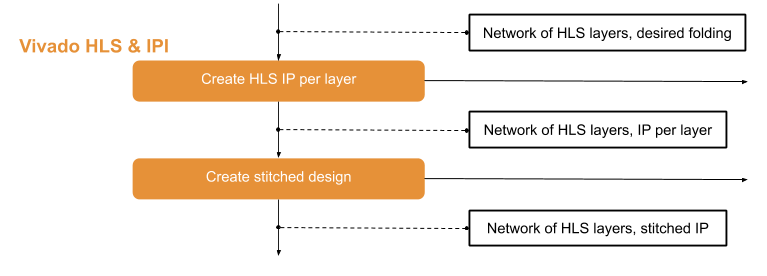 Network of HLS layers, desired folding
Vivado HLS & IPI
Create HLS IP per layer
Network of HLS layers, IP per layer
Create stitched design
Network of HLS layers, stitched IP